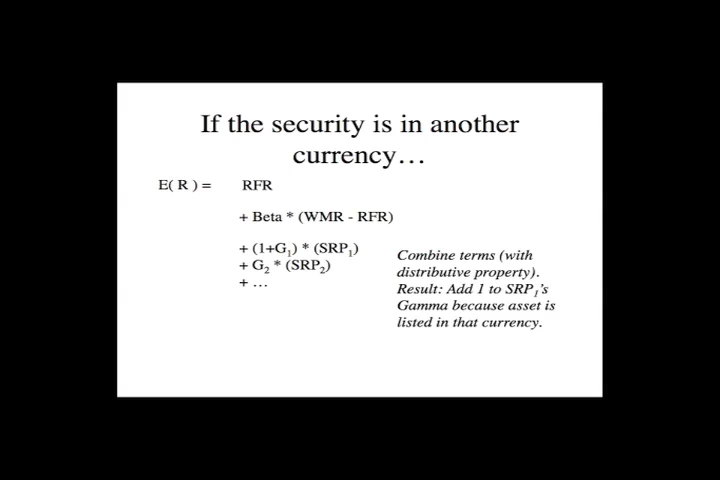 If the security is in another
currency…
E( R ) = RFR
+ Beta * (WMR - RFR)
+ (1+G₁) * (SRP₁)
+ G₂ * (SRP₂)
+ …
Combine terms (with
distributive property).
Result: Add 1 to SRP₁'s
Gamma because asset is
listed in that currency.